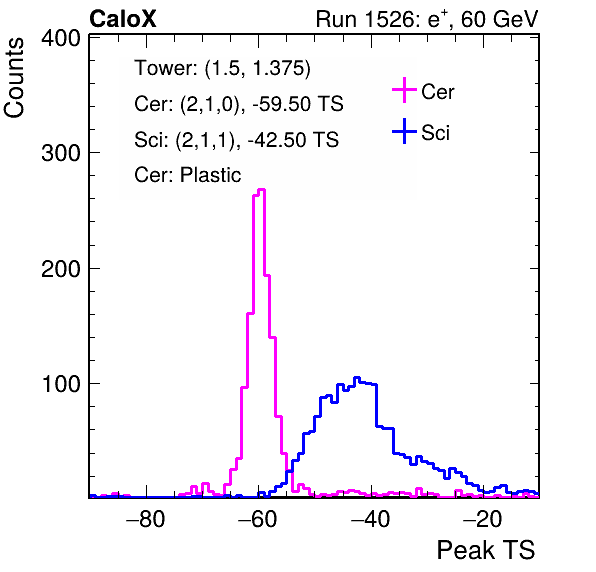 CaloX Run 1526: e⁺, 60 GeV
Counts
400
300
200
100
Tower: (1.5, 1.375)
Cer: (2,1,0), -59.50 TS
Sci: (2,1,1), -42.50 TS
Cer: Plastic
Cer
Sci
−80 −60 −40 −20
Peak TS